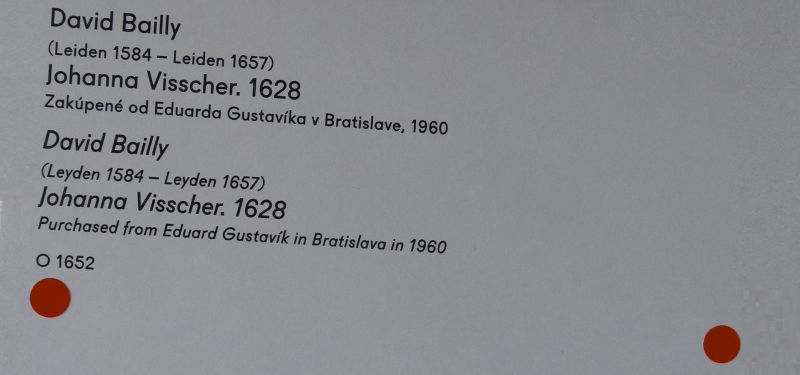 David Bailly
(Leiden 1584 – Leiden 1657)
Johanna Visscher. 1628
Zakúpené od Eduarda Gustavíka v Bratislave, 1960
David Bailly
(Leyden 1584 – Leyden 1657)
Johanna Visscher. 1628
Purchased from Eduard Gustavík in Bratislava in 1960
O 1652